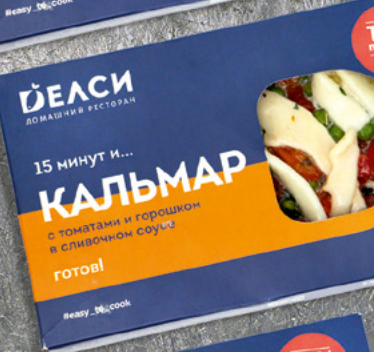 #easy_to_cook
ДЕЛСИ
ДОМАШНИЙ РЕСТОРАН
15 минут и...
КАЛЬМАР
с томатами и горошком
в сливочном соусе
готов!
#easy_to_cook